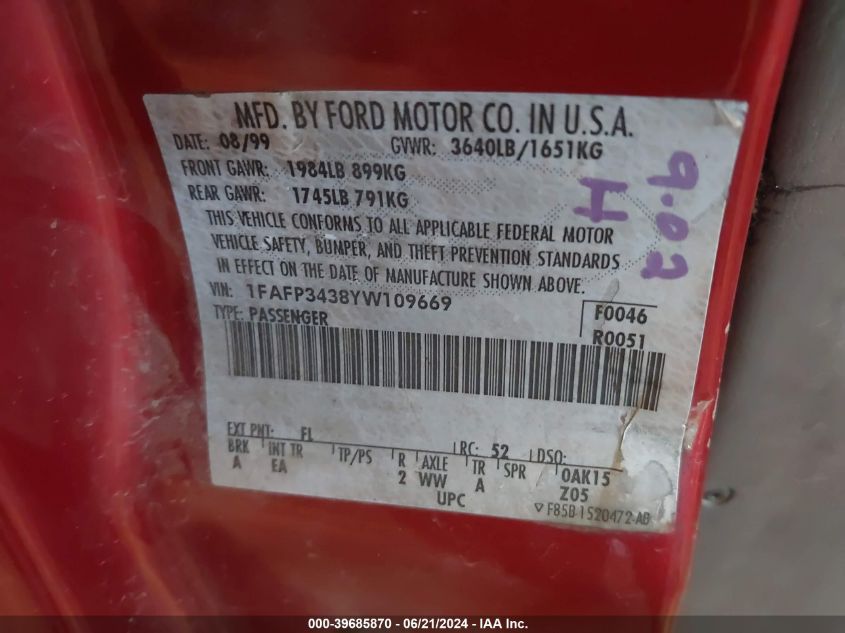 MFD. BY FORD MOTOR CO. IN U.S.A.
DATE: 08/99 GVWR: 3640LB/1651KG
FRONT GAWR: 1984LB 899KG
REAR GAWR: 1745LB 791KG
THIS VEHICLE CONFORMS TO ALL APPLICABLE FEDERAL MOTOR
VEHICLE SAFETY, BUMPER, AND THEFT PREVENTION STANDARDS
IN EFFECT ON THE DATE OF MANUFACTURE SHOWN ABOVE.
VIN: 1FAFP3438YW109669
TYPE: PASSENGER
F0046
R0051
H
9.02
EXT PNT: FL RC: 52 DSO:
BRK INT TR TP/PS R AXLE TR SPR 0AK15
A EA 2 WW A Z05
UPC
F85B-1520472-AB
000-39685870 - 06/21/2024 - IAA Inc.